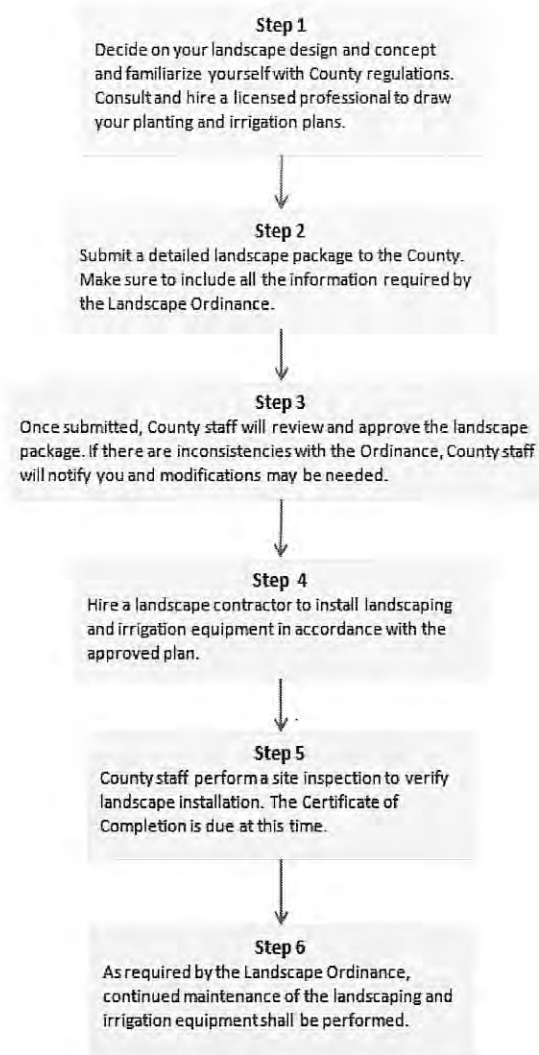 Step 1
Decide on your landscape design and concept
and familiarize yourself with County regulations.
Consult and hire a licensed professional to draw
your planting and irrigation plans.
Step 2
Submit a detailed landscape package to the County.
Make sure to include all the information required by
the Landscape Ordinance.
Step 3
Once submitted, County staff will review and approve the landscape
package. If there are inconsistencies with the Ordinance, County staff
will notify you and modifications may be needed.
Step 4
Hire a landscape contractor to install landscaping
and irrigation equipment in accordance with the
approved plan.
Step 5
County staff perform a site inspection to verify
landscape installation. The Certificate of
Completion is due at this time.
Step 6
As required by the Landscape Ordinance,
continued maintenance of the landscaping and
irrigation equipment shall be performed.